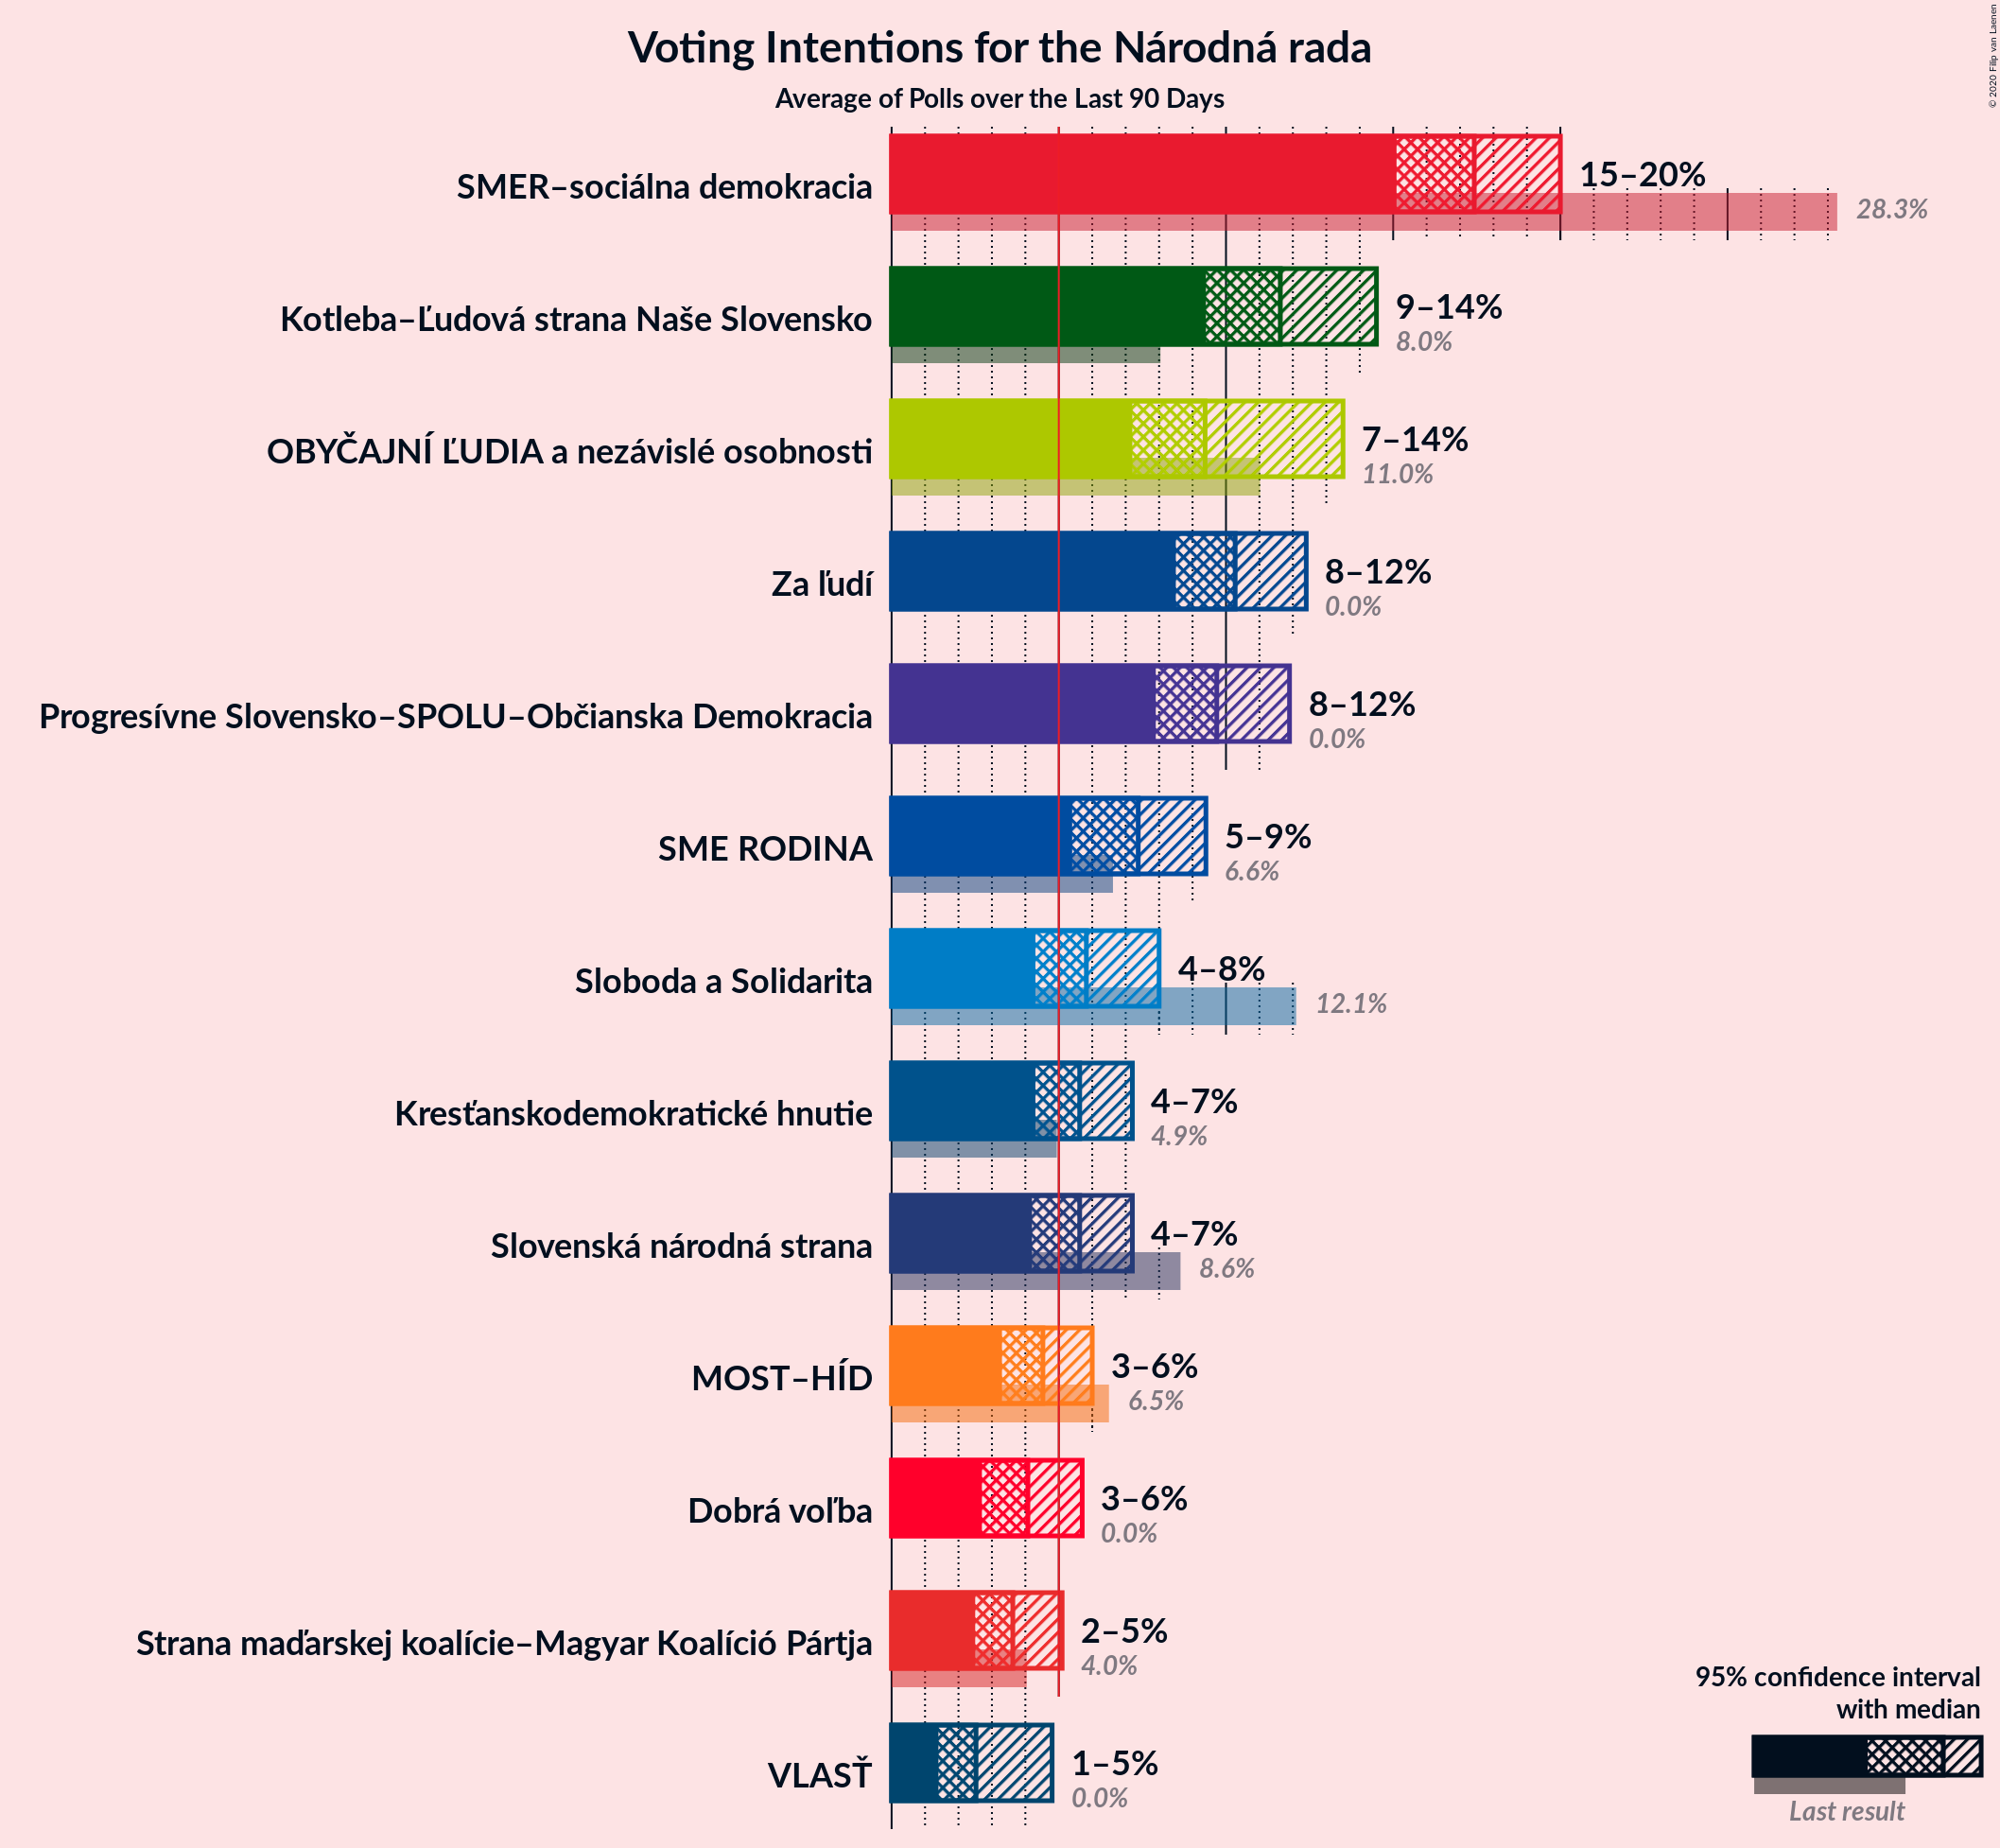 Voting Intentions for the Národná rada
Average of Polls over the Last 90 Days
© 2020 Filip van Laenen
SMER–sociálna demokracia
15–20%
28.3%
Kotleba–Ľudová strana Naše Slovensko
9–14%
8.0%
OBYČAJNÍ ĽUDIA a nezávislé osobnosti
7–14%
11.0%
Za ľudí
8–12%
0.0%
Progresívne Slovensko–SPOLU–Občianska Demokracia
8–12%
0.0%
SME RODINA
5–9%
6.6%
Sloboda a Solidarita
4–8%
12.1%
Kresťanskodemokratické hnutie
4–7%
4.9%
Slovenská národná strana
4–7%
8.6%
MOST–HÍD
3–6%
6.5%
Dobrá voľba
3–6%
0.0%
Strana maďarskej koalície–Magyar Koalíció Pártja
2–5%
4.0%
VLASŤ
1–5%
0.0%
95% confidence interval
with median
Last result